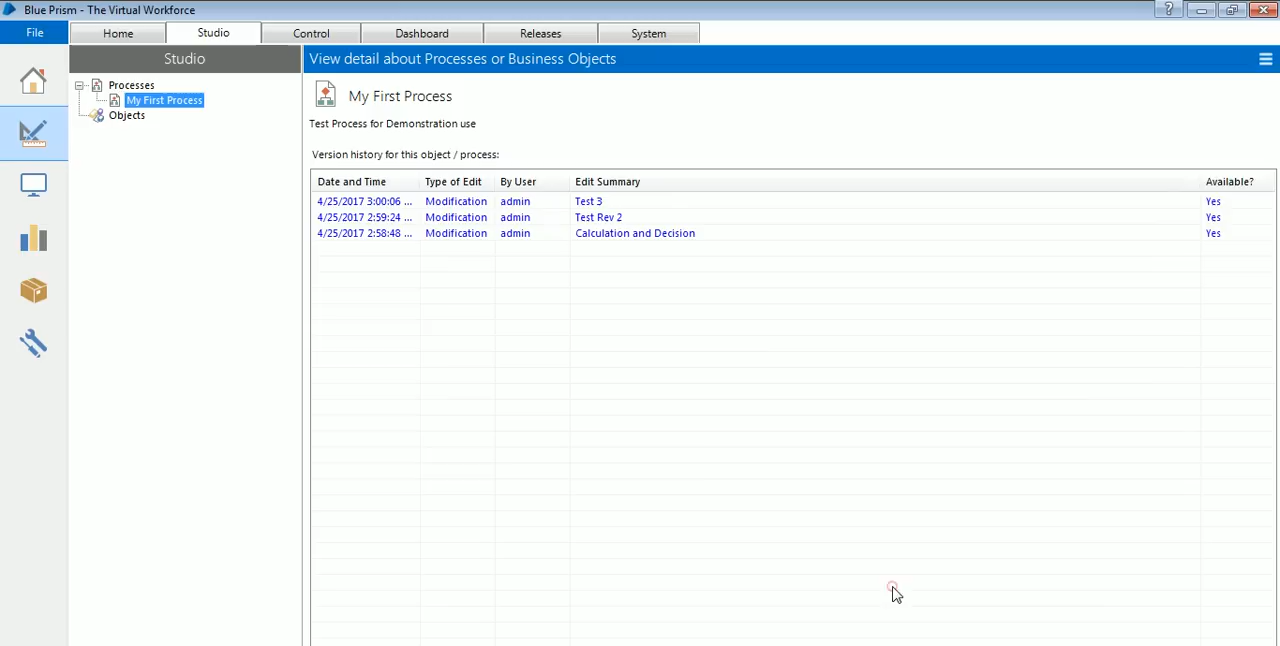 Blue Prism - The Virtual Workforce
File
Home
Studio
Control
Dashboard
Releases
System
Studio
View detail about Processes or Business Objects
Processes
My First Process
Objects
My First Process
Test Process for Demonstration use
Version history for this object / process:
Date and Time Type of Edit By User Edit Summary Available?
4/25/2017 3:00:06 ... Modification admin Test 3 Yes
4/25/2017 2:59:24 ... Modification admin Test Rev 2 Yes
4/25/2017 2:58:48 ... Modification admin Calculation and Decision Yes